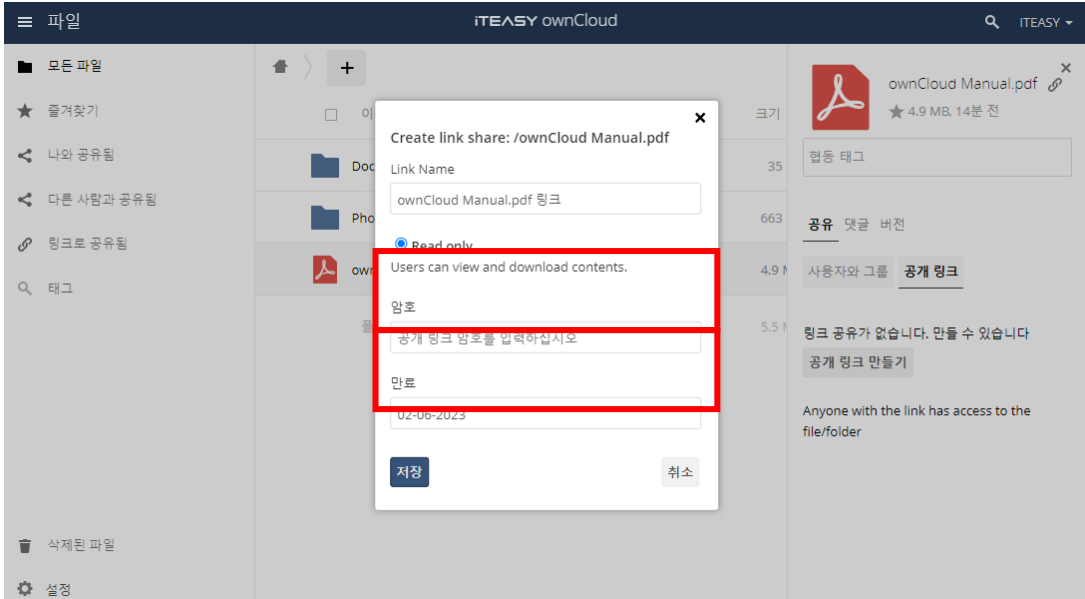 파일
iTEASY ownCloud
ITEASY
모든 파일
즐겨찾기
나와 공유됨
다른 사람과 공유됨
링크로 공유됨
태그
삭제된 파일
설정
+
크기
Doc
35
Pho
663
own
4.9
5.5
Create link share: /ownCloud Manual.pdf
Link Name
ownCloud Manual.pdf 링크
Read only
Users can view and download contents.
암호
공개 링크 암호를 입력하십시오
만료
02-06-2023
저장 취소
ownCloud Manual.pdf
4.9 MB, 14분 전
협동 태그
공유 댓글 버전
사용자와 그룹 공개 링크
링크 공유가 없습니다. 만들 수 있습니다
공개 링크 만들기
Anyone with the link has access to the
file/folder